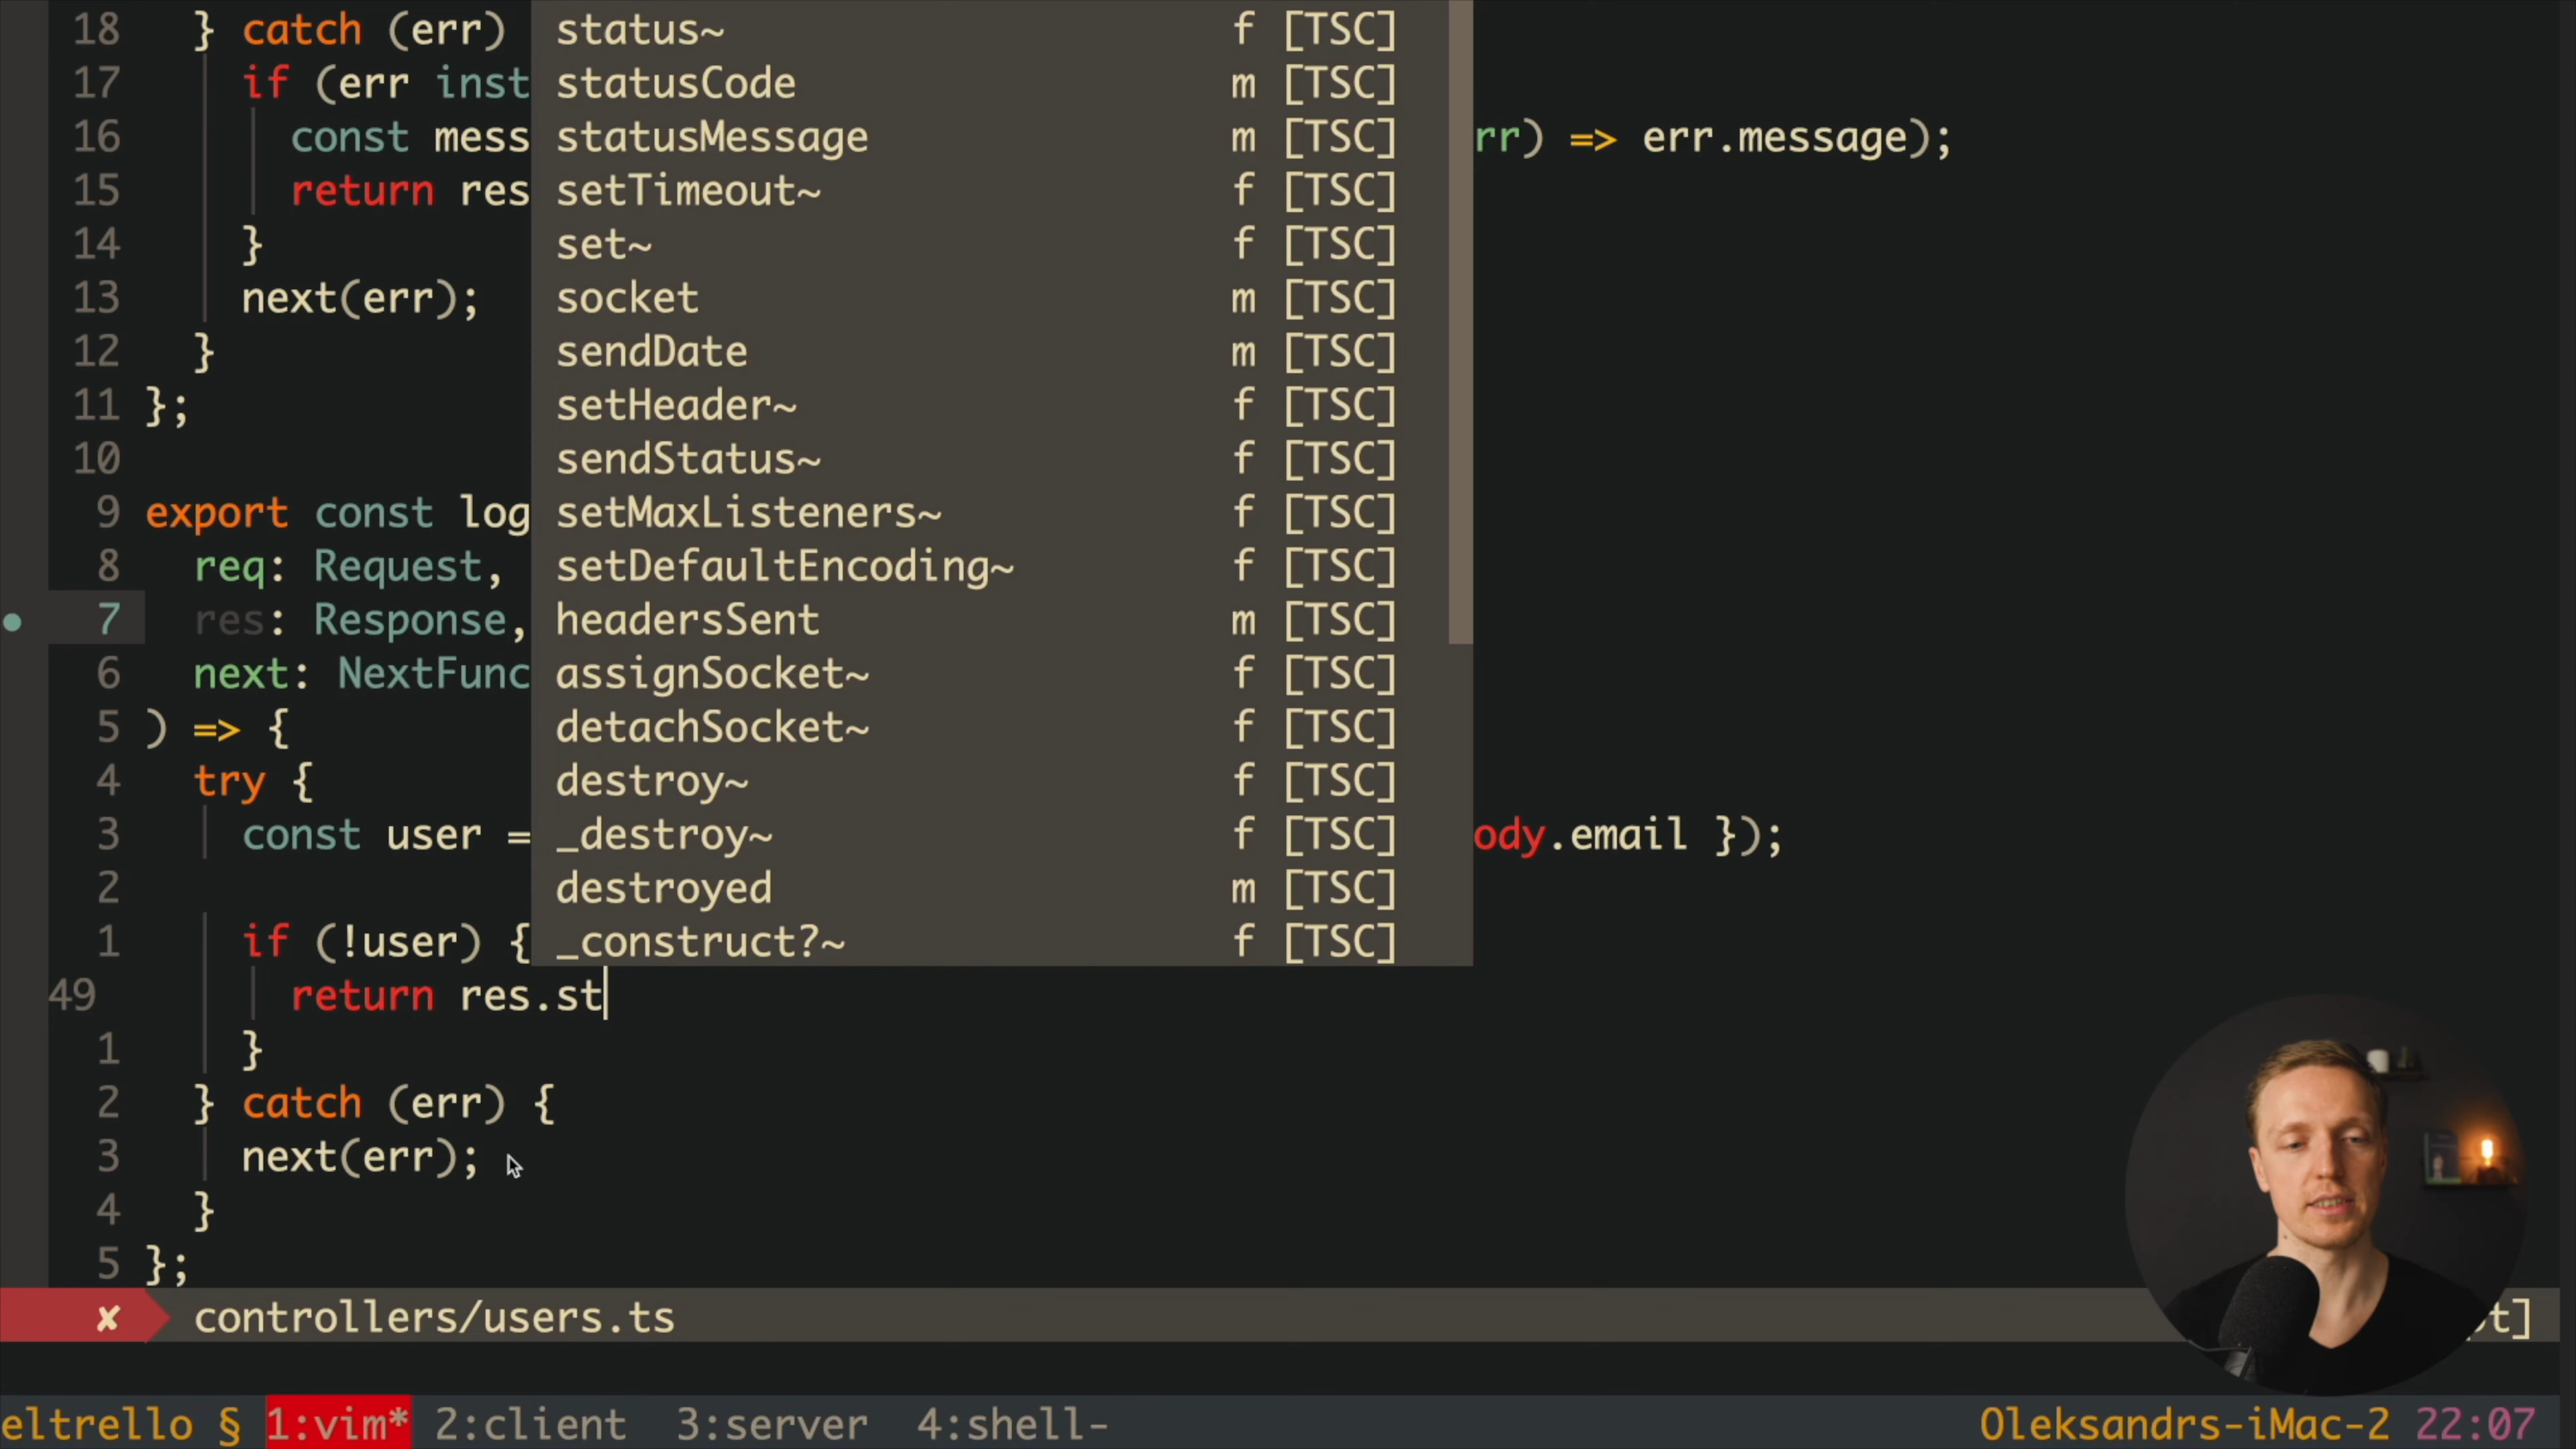 18 } catch (err) status~ f [TSC]
17 if (err inst statusCode m [TSC]
16 const mess statusMessage m [TSC] rr) => err.message);
15 return res setTimeout~ f [TSC]
14 } set~ f [TSC]
13 next(err); socket m [TSC]
12 } sendDate m [TSC]
11 }; setHeader~ f [TSC]
10 sendStatus~ f [TSC]
9 export const log setMaxListeners~ f [TSC]
8 req: Request, setDefaultEncoding~ f [TSC]
7 res: Response, headersSent m [TSC]
6 next: NextFunc assignSocket~ f [TSC]
5 ) => { detachSocket~ f [TSC]
4 try { destroy~ f [TSC]
3 const user = _destroy~ f [TSC] ody.email });
2 destroyed m [TSC]
1 if (!user) { _construct?~ f [TSC]
49 return res.st
1 }
2 } catch (err) {
3 next(err);
4 }
5 };
✘ controllers/users.ts t]
eltrello § 1:vim* 2:client 3:server 4:shell- Oleksandrs-iMac-2 22:07